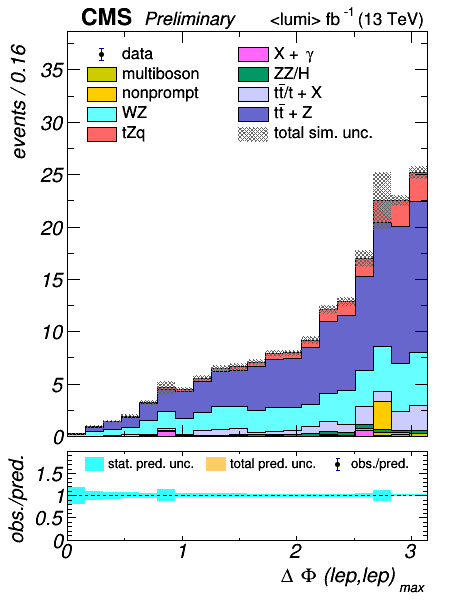 CMS Preliminary <lumi> fb⁻¹ (13 TeV)
events / 0.16
35
30
25
20
15
10
5
0
data
multiboson
nonprompt
WZ
tZq
X + γ
ZZ/H
tt̄/t + X
tt̄ + Z
total sim. unc.
obs./pred.
1.5
1
0.5
0
stat. pred. unc. total pred. unc. obs./pred.
0 1 2 3
Δ Φ (lep,lep) max